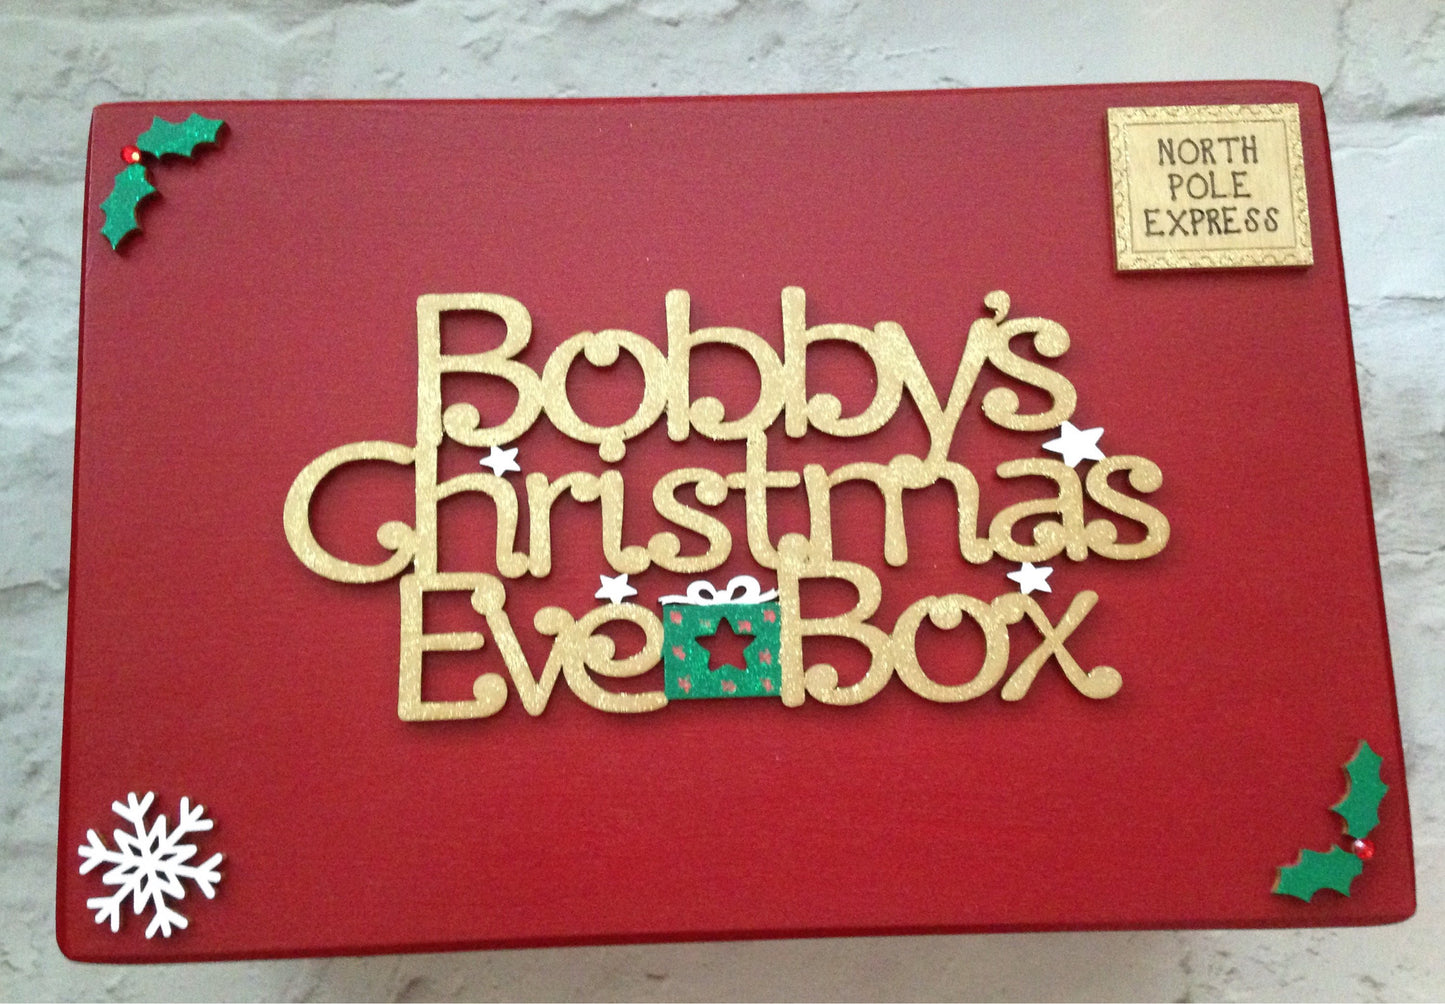 NORTH
POLE
EXPRESS
Bobby's
Christmas
Eve Box